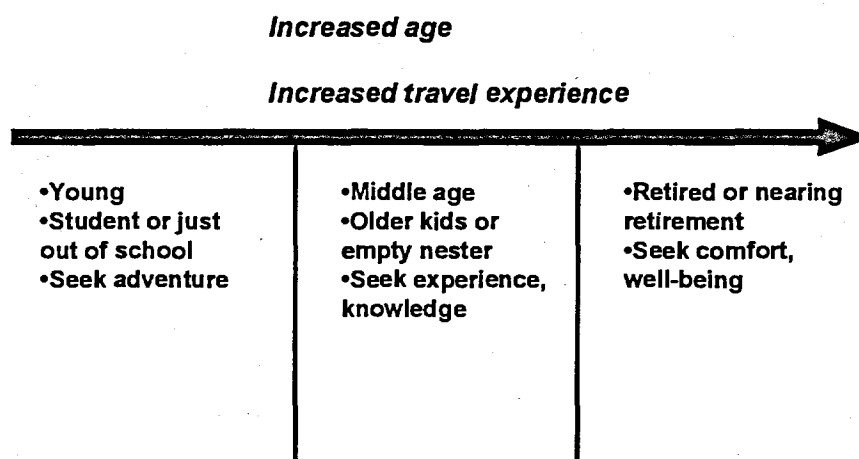 Increased age
Increased travel experience
•Young
•Student or just
out of school
•Seek adventure
•Middle age
•Older kids or
empty nester
•Seek experience,
knowledge
•Retired or nearing
retirement
•Seek comfort,
well-being